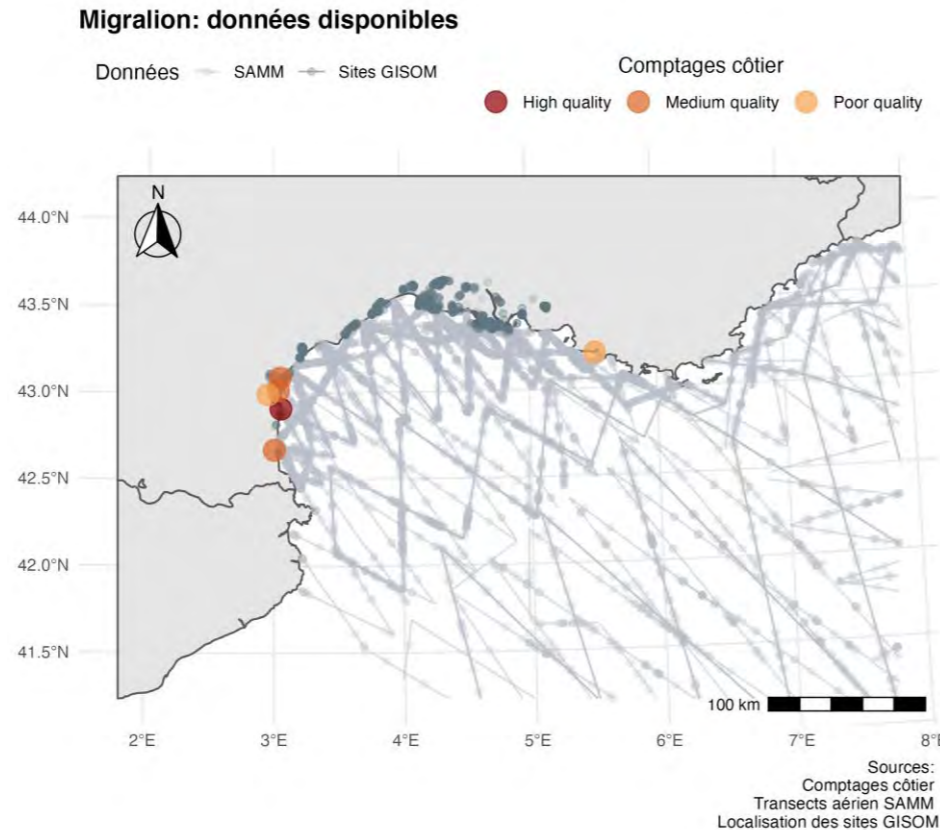 Migralion: données disponibles
Données SAMM Sites GISOM
Comptages côtier
High quality Medium quality Poor quality
N
44.0°N
43.5°N
43.0°N
42.5°N
42.0°N
41.5°N
100 km
2°E 3°E 4°E 5°E 6°E 7°E 8°E
Sources:
Comptages côtier
Transects aérien SAMM
Localisation des sites GISOM